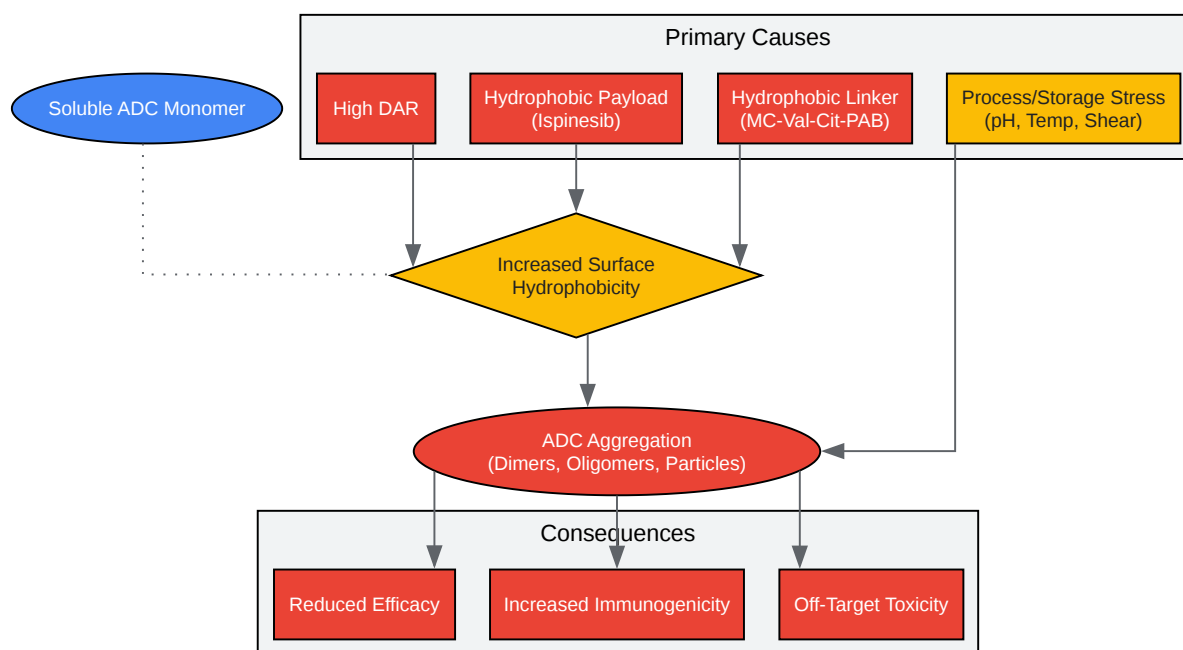 Primary Causes
Soluble ADC Monomer
High DAR
Hydrophobic Payload
(Ispinesib)
Hydrophobic Linker
(MC-Val-Cit-PAB)
Process/Storage Stress
(pH, Temp, Shear)
Increased Surface
Hydrophobicity
ADC Aggregation
(Dimers, Oligomers, Particles)
Consequences
Reduced Efficacy
Increased Immunogenicity
Off-Target Toxicity